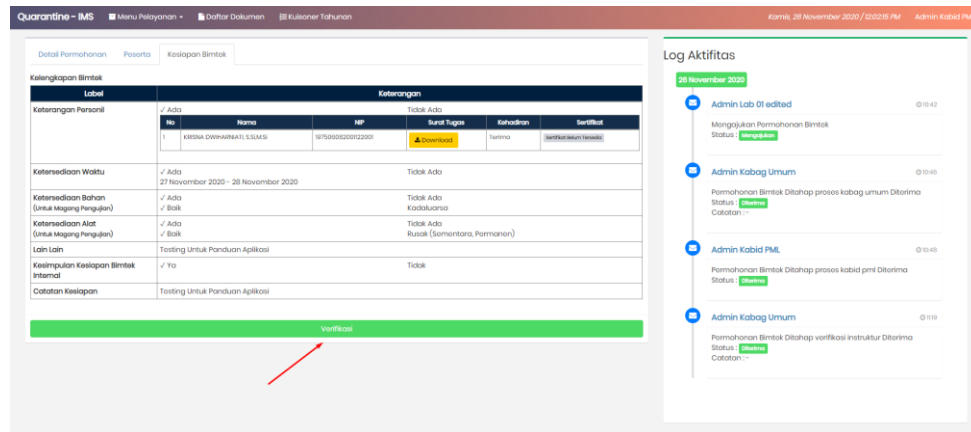 Quarantine - IMS Menu Pelayanan Daftar Dokumen Kuisoner Tahunan Kamis, 28 November 2020 / 12:02:15 PM Admin Kabid PM
Detail Permohonan Peserta Kesiapan Bimtek
Kelengkapan Bimtek
Label Keterangan
Keterangan Personil √ Ada Tidak Ada
No Nama NIP Surat Tugas Kehadiran Sertifikat
1 KRISNA DWIHARNIATI, S.Si,M.Si 197506052001122001 Download Terima Sertifikat Belum Tersedia
Ketersediaan Waktu √ Ada Tidak Ada
27 November 2020 - 28 November 2020
Ketersediaan Bahan √ Ada Tidak Ada
(Untuk Magang Pengujian) √ Baik Kadaluarsa
Ketersediaan Alat √ Ada Tidak Ada
(Untuk Magang Pengujian) √ Baik Rusak (Sementara, Permanen)
Lain Lain Testing Untuk Panduan Aplikasi
Kesimpulan Kesiapan Bimtek √ Ya Tidak
Internal
Catatan Kesiapan Testing Untuk Panduan Aplikasi
Verifikasi
Log Aktifitas
26 November 2020
Admin Lab 01 edited 10:42
Mengajukan Permohonan Bimtek
Status : Mengajukan
Admin Kabag Umum 10:46
Permohonan Bimtek Ditahap proses kabag umum Diterima
Status : Diterima
Catatan : -
Admin Kabid PML 10:48
Permohonan Bimtek Ditahap proses kabid pml Diterima
Status : Diterima
Admin Kabag Umum 11:19
Permohonan Bimtek Ditahap verifikasi instruktur Diterima
Status : Diterima
Catatan : -